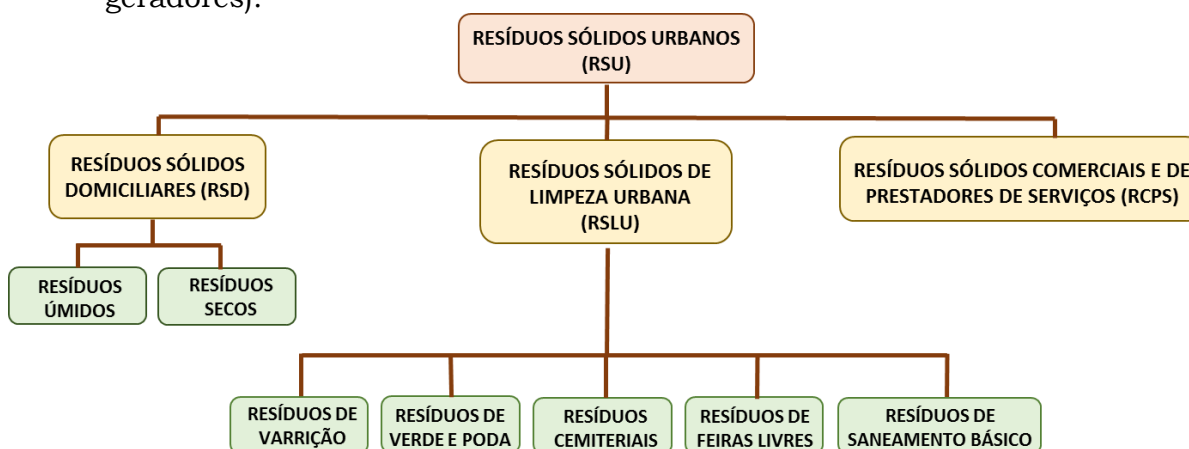 geradores).
RESÍDUOS SÓLIDOS URBANOS
(RSU)
RESÍDUOS SÓLIDOS
DOMICILIARES (RSD)
RESÍDUOS SÓLIDOS DE
LIMPEZA URBANA
(RSLU)
RESÍDUOS SÓLIDOS COMERCIAIS E DE
PRESTADORES DE SERVIÇOS (RCPS)
RESÍDUOS
ÚMIDOS
RESÍDUOS
SECOS
RESÍDUOS DE
VARRIÇÃO
RESÍDUOS DE
VERDE E PODA
RESÍDUOS
CEMITERIAIS
RESÍDUOS DE
FEIRAS LIVRES
RESÍDUOS DE
SANEAMENTO BÁSICO